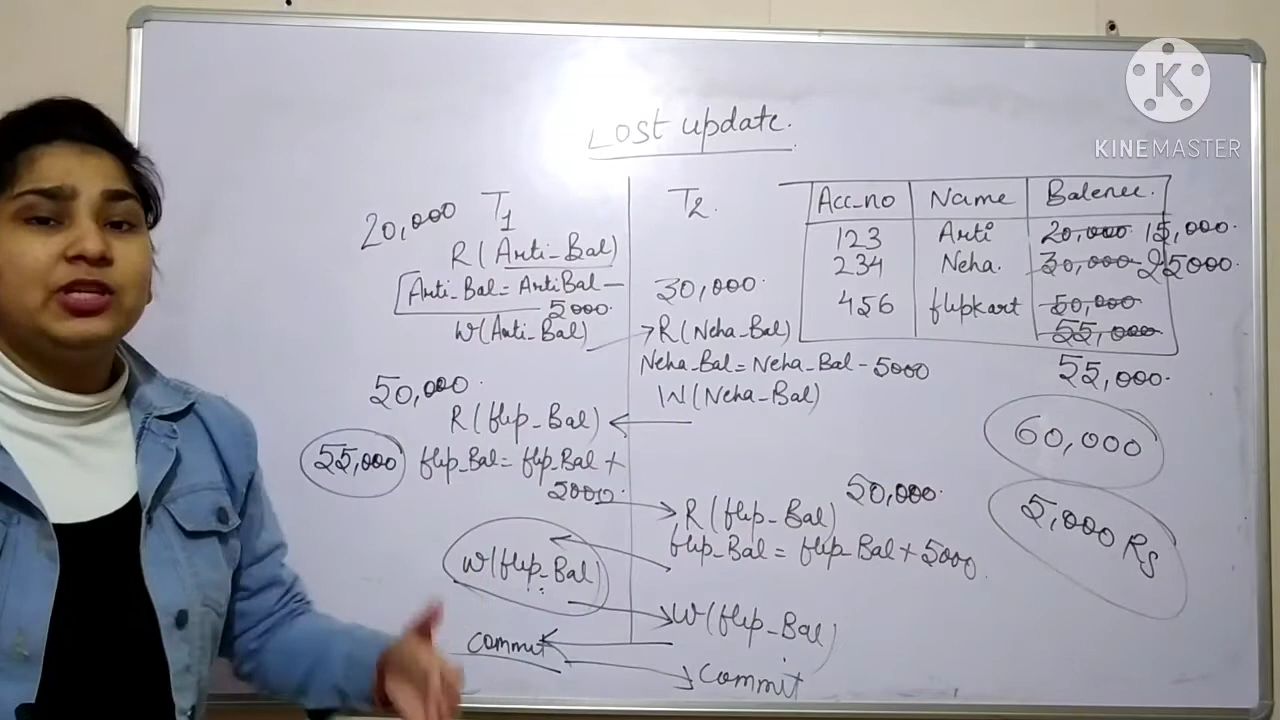 K
KINEMASTER
Lost update.
20,000 T1
R(Arti_Bal)
Arti_Bal=ArtiBal-
5000.
W(Arti_Bal)
50,000.
R(flip_Bal)
55,000 flip_Bal=flip_Bal+
5000.
W(flip_Bal)
Commit
T2.
30,000.
R(Neha_Bal)
Neha_Bal=Neha_Bal-5000
W(Neha_Bal)
50,000.
R(flip_Bal)
flip_Bal=flip_Bal+5000.
W(flip_Bal)
Commit
Acc_no Name Balence.
123 Arti 20,000 15,000.
234 Neha. 30,000 25000.
456 flipkart 50,000
55,000
55,000.
60,000
5,000 Rs